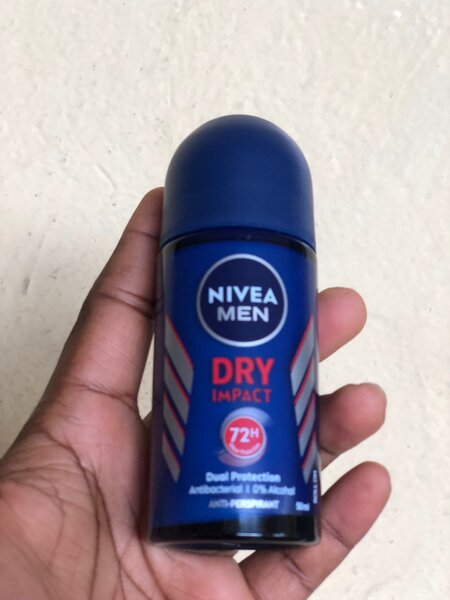 NIVEA
MEN
DRY
IMPACT
72H
Dual Protection
Antibacterial | 0% Alcohol
ANTI-PERSPIRANT
50ml